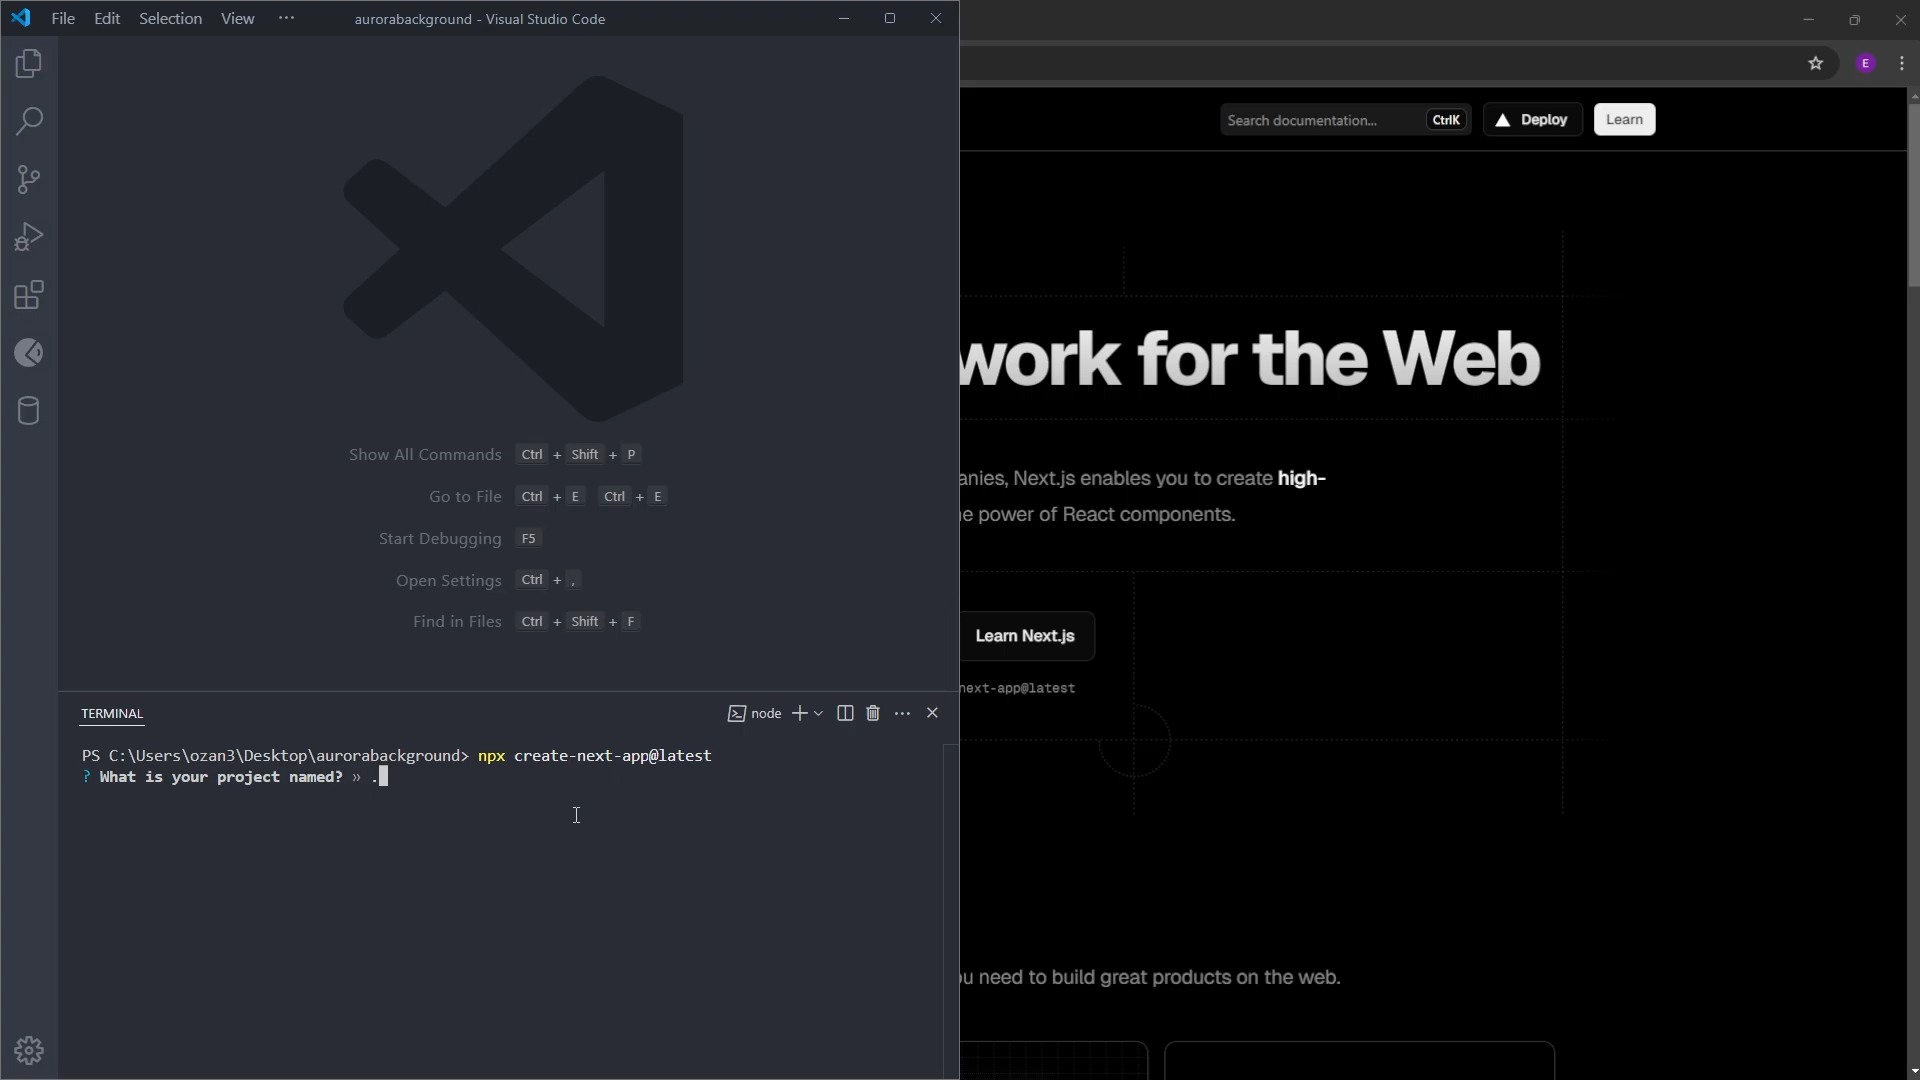 File Edit Selection View ··· aurorabackground - Visual Studio Code
Show All Commands Ctrl + Shift + P
Go to File Ctrl + E Ctrl + E
Start Debugging F5
Open Settings Ctrl + ,
Find in Files Ctrl + Shift + F
TERMINAL
node
PS C:\Users\ozan3\Desktop\aurorabackground> npx create-next-app@latest
? What is your project named? » .
E
Search documentation... CtrlK
Deploy
Learn
work for the Web
anies, Next.js enables you to create high-
e power of React components.
Learn Next.js
next-app@latest
u need to build great products on the web.